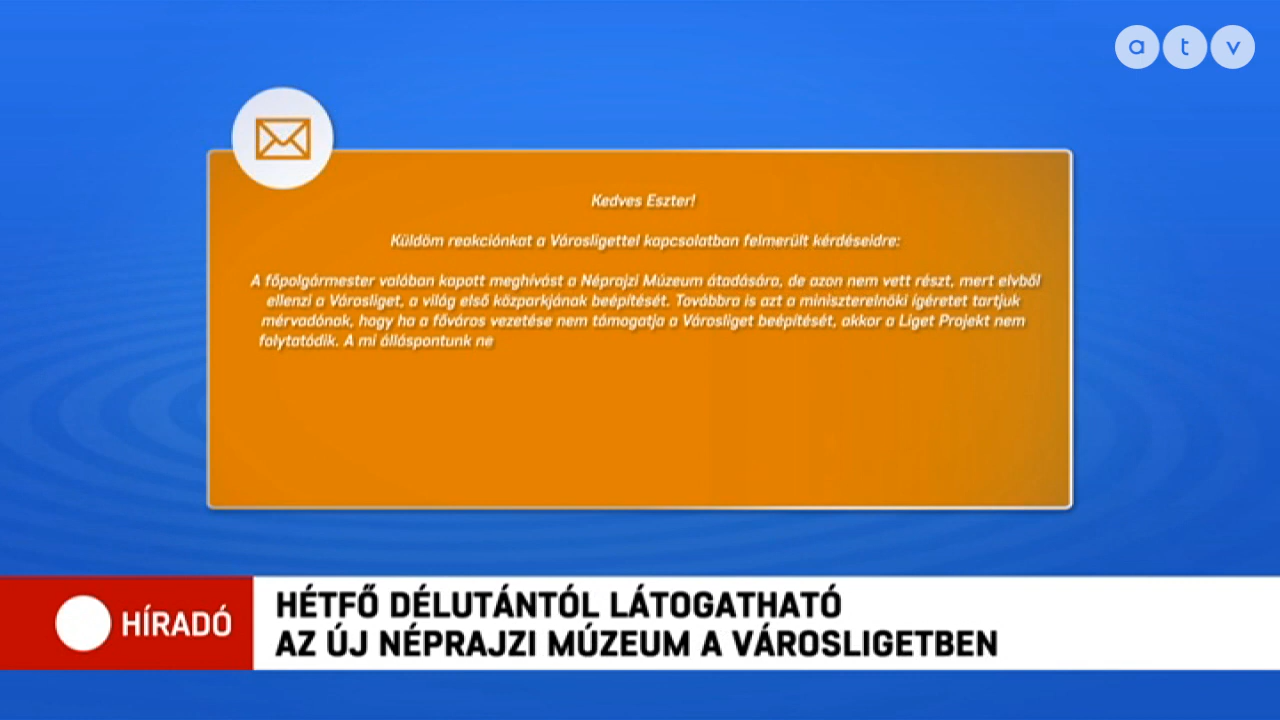 atv
Kedves Eszter!
Küldöm reakciónkat a Városligettel kapcsolatban felmerült kérdéseidre:
A főpolgármester valóban kapott meghívást a Néprajzi Múzeum átadására, de azon nem vett részt, mert elvből
ellenzi a Városliget, a világ első közparkjának beépítését. Továbbra is azt a miniszterelnöki ígéretet tartjuk
mérvadónak, hogy ha a főváros vezetése nem támogatja a Városliget beépítését, akkor a Liget Projekt nem
folytatódik. A mi álláspontunk ne
HÍRADÓ
HÉTFŐ DÉLUTÁNTÓL LÁTOGATHATÓ
AZ ÚJ NÉPRAJZI MÚZEUM A VÁROSLIGETBEN